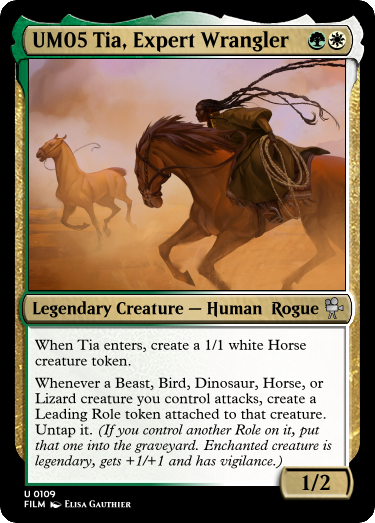 UM05 Tia, Expert Wrangler
Legendary Creature — Human Rogue
When Tia enters, create a 1/1 white Horse
creature token.
Whenever a Beast, Bird, Dinosaur, Horse, or
Lizard creature you control attacks, create a
Leading Role token attached to that creature.
Untap it. (If you control another Role on it, put
that one into the graveyard. Enchanted creature is
legendary, gets +1/+1 and has vigilance.)
1/2
U 0109
FILM Elisa Gauthier